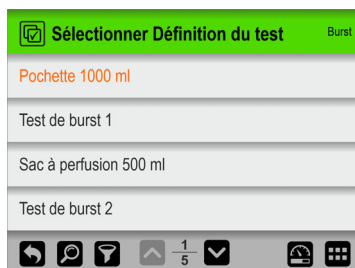 Sélectionner Définition du test
Burst
Pochette 1000 ml
Test de burst 1
Sac à perfusion 500 ml
Test de burst 2
1
5